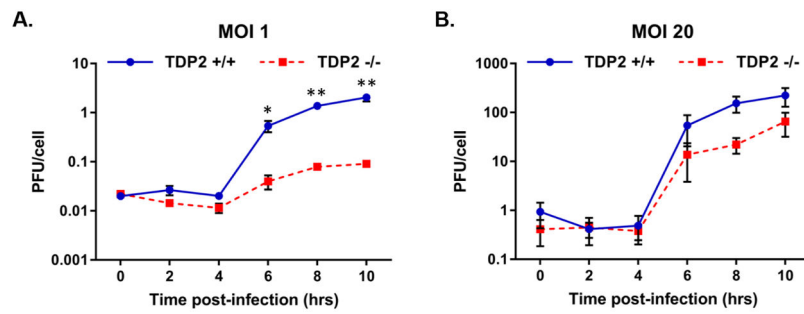 A.
MOI 1
TDP2 +/+ TDP2 -/-
10
1
0.1
0.01
0.001
PFU/cell
* ** **
0 2 4 6 8 10
Time post-infection (hrs)
B.
MOI 20
TDP2 +/+ TDP2 -/-
1000
100
10
1
0.1
PFU/cell
0 2 4 6 8 10
Time post-infection (hrs)